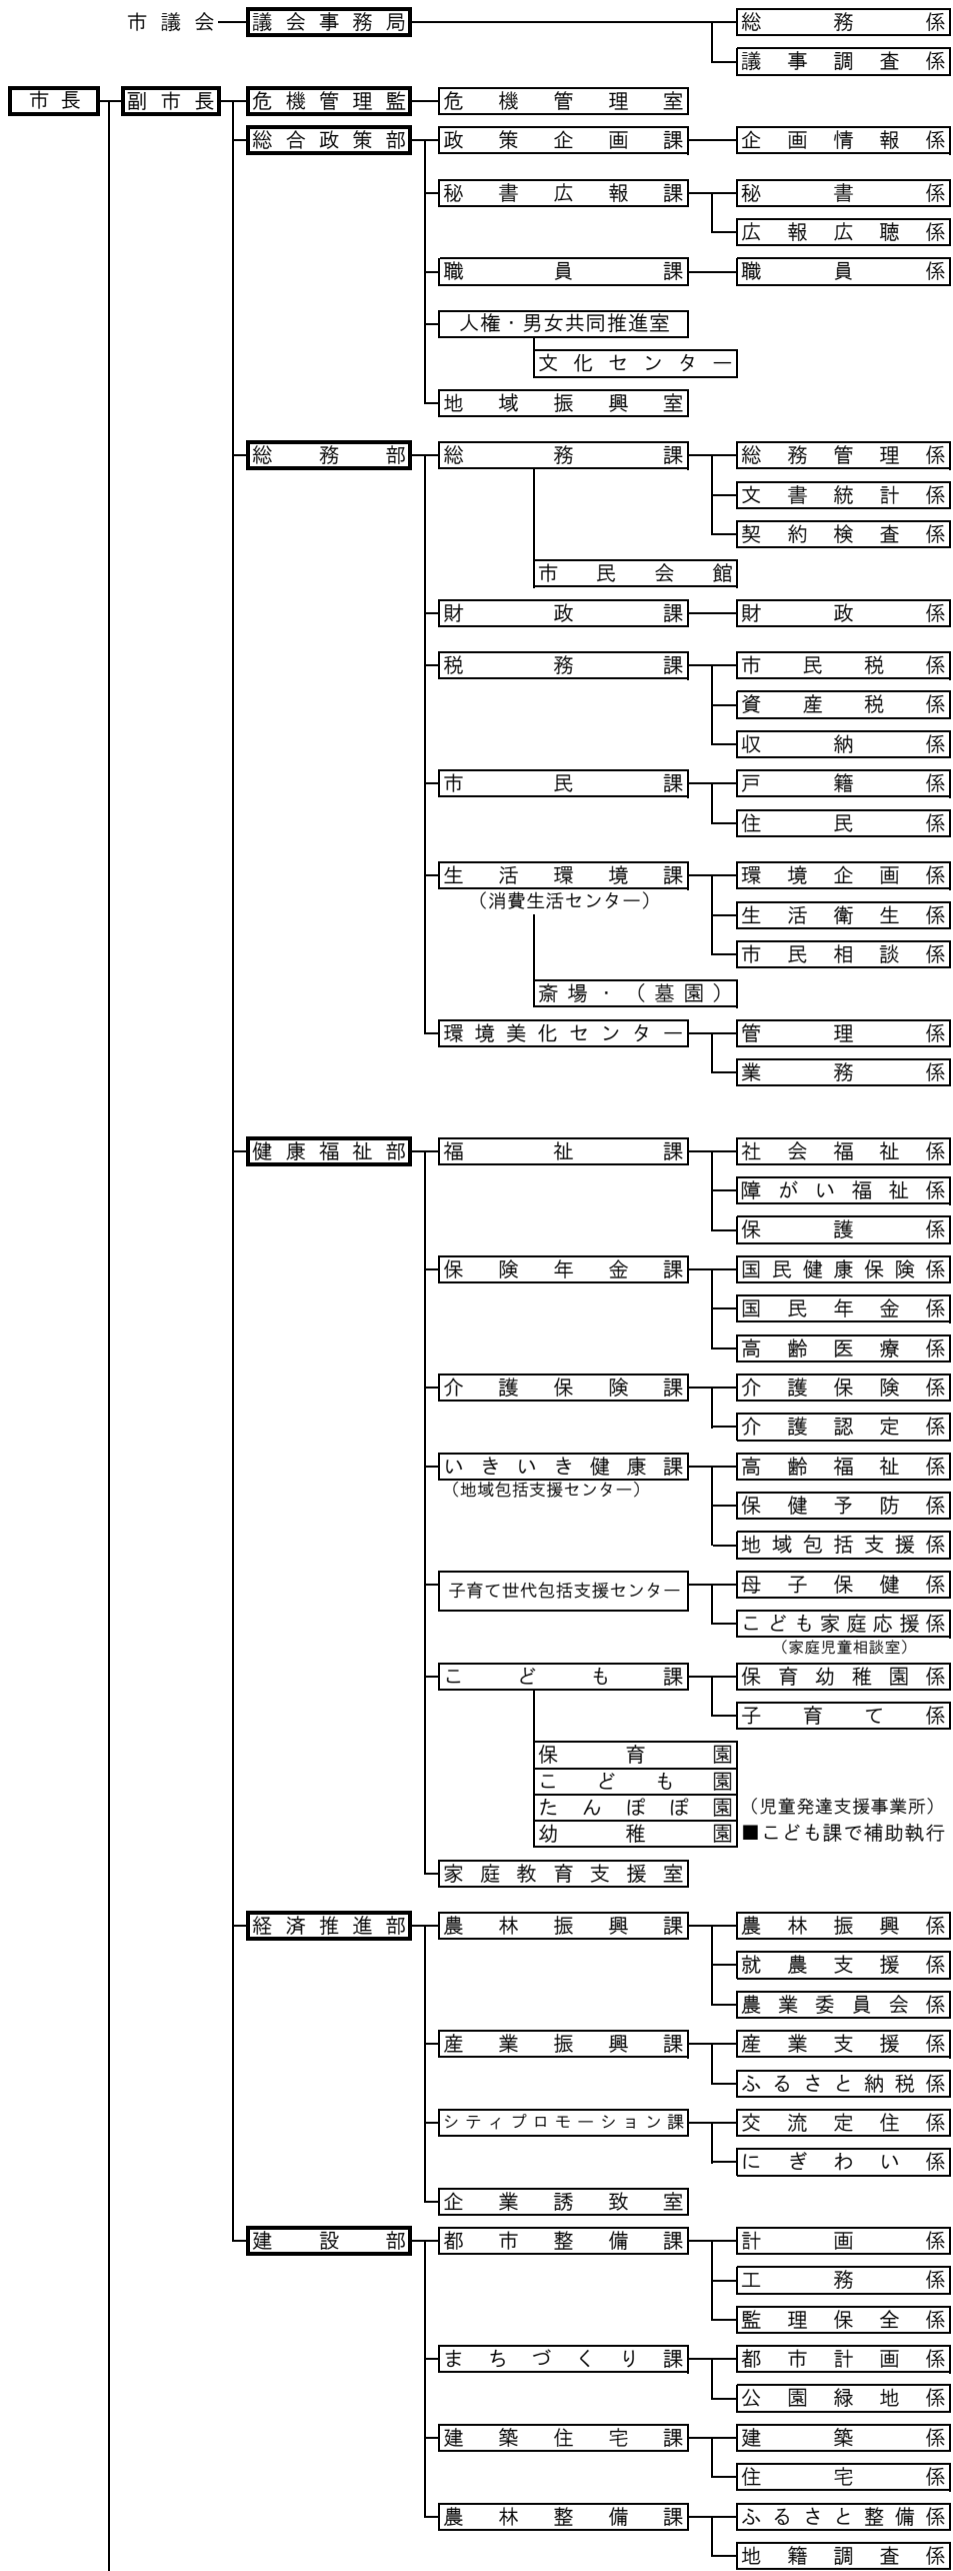 市議会 議会事務局 総務係
議事調査係
市長 副市長 危機管理監 危機管理室
総合政策部 政策企画課 企画情報係
秘書広報課 秘書係
広報広聴係
職員課 職員係
人権・男女共同推進室
文化センター
地域振興室
総務部 総務課 総務管理係
文書統計係
契約検査係
市民会館
財政課 財政係
税務課 市民税係
資産税係
収納係
市民課 戸籍係
住民係
生活環境課 環境企画係
（消費生活センター） 生活衛生係
市民相談係
斎場・（墓園）
環境美化センター 管理係
業務係
健康福祉部 福祉課 社会福祉係
障がい福祉係
保護係
保険年金課 国民健康保険係
国民年金係
高齢医療係
介護保険課 介護保険係
介護認定係
いきいき健康課 高齢福祉係
（地域包括支援センター） 保健予防係
地域包括支援係
子育て世代包括支援センター 母子保健係
こども家庭応援係
（家庭児童相談室）
こども課 保育幼稚園係
子育て係
保育園
こども園
たんぽぽ園 （児童発達支援事業所）
幼稚園 ■こども課で補助執行
家庭教育支援室
経済推進部 農林振興課 農林振興係
就農支援係
農業委員会係
産業振興課 産業支援係
ふるさと納税係
シティプロモーション課 交流定住係
にぎわい係
企業誘致室
建設部 都市整備課 計画係
工務係
監理保全係
まちづくり課 都市計画係
公園緑地係
建築住宅課 建築係
住宅係
農林整備課 ふるさと整備係
地籍調査係